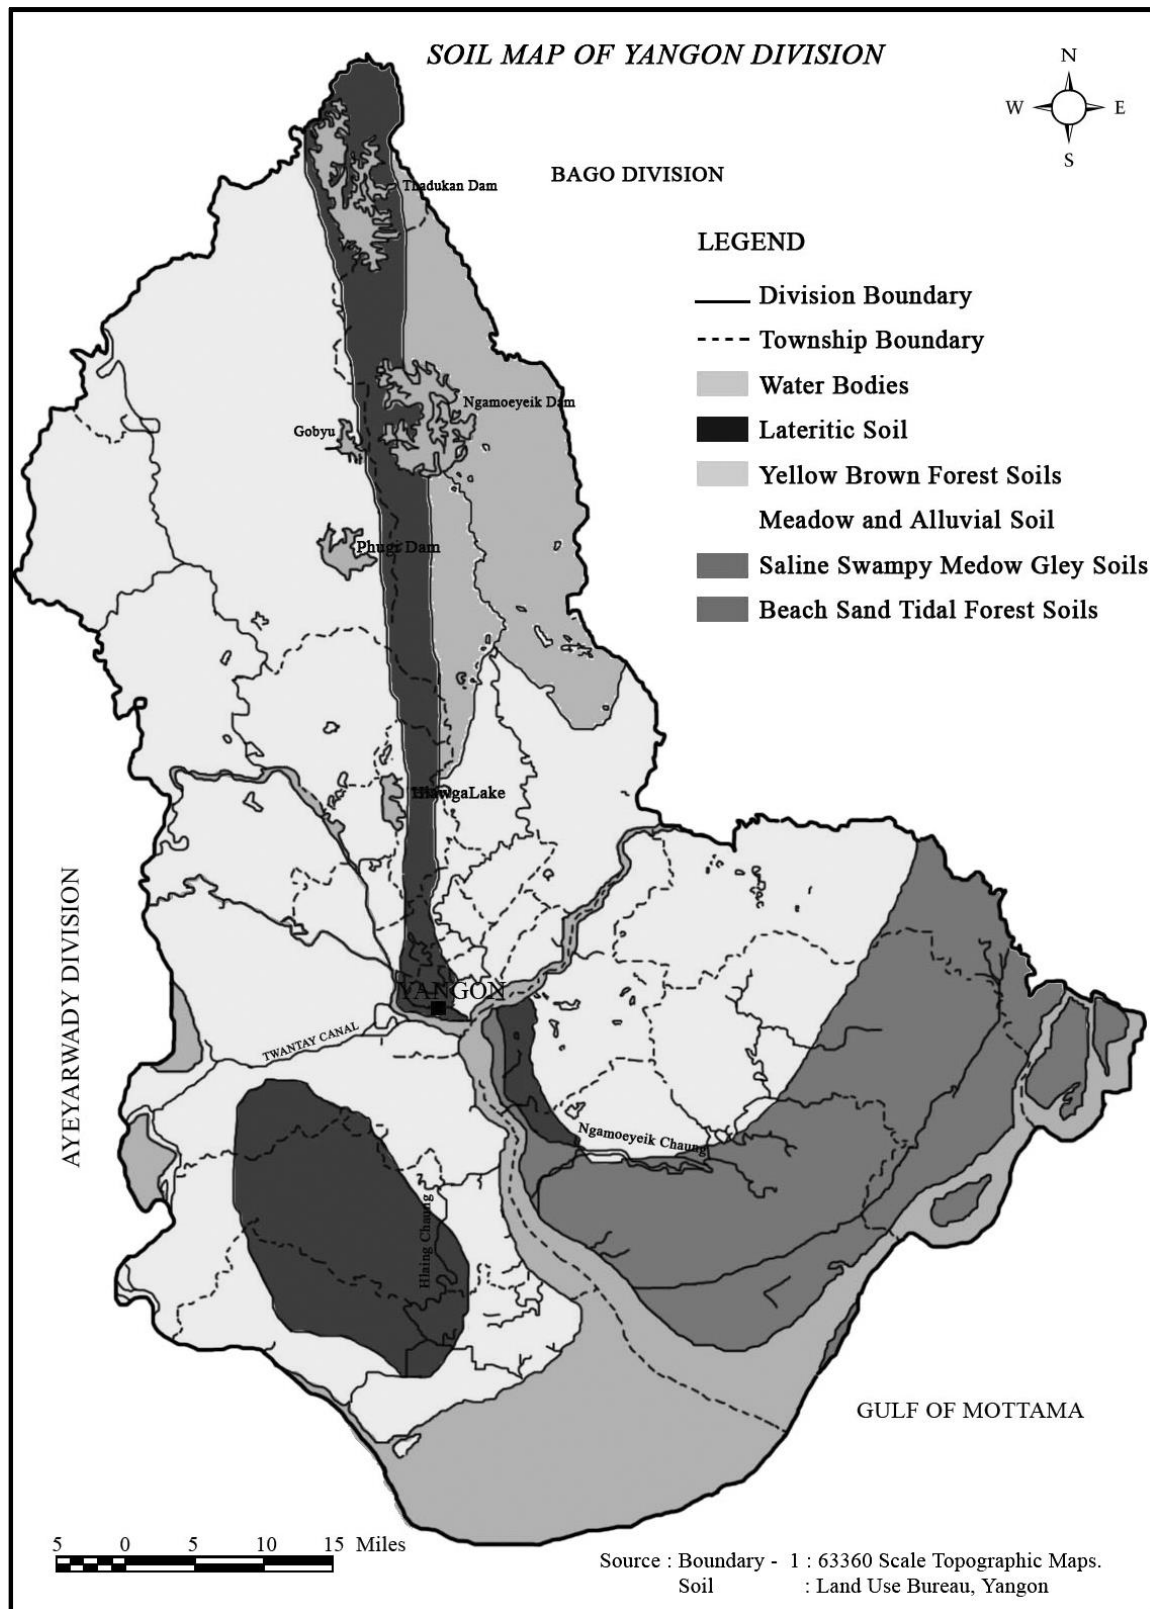 SOIL MAP OF YANGON DIVISION
N
W E
S
BAGO DIVISION
Thadukan Dam
LEGEND
Division Boundary
Township Boundary
Water Bodies
Lateritic Soil
Yellow Brown Forest Soils
Meadow and Alluvial Soil
Saline Swampy Medow Gley Soils
Beach Sand Tidal Forest Soils
Ngamoeyeik Dam
Gobyu
Phugi Dam
HlawgaLake
AYEYARWADY DIVISION
YANGON
TWANTAY CANAL
Ngamoeyeik Chaung
Hlaing Chaung
GULF OF MOTTAMA
5 0 5 10 15 Miles
Source : Boundary - 1 : 63360 Scale Topographic Maps.
Soil : Land Use Bureau, Yangon